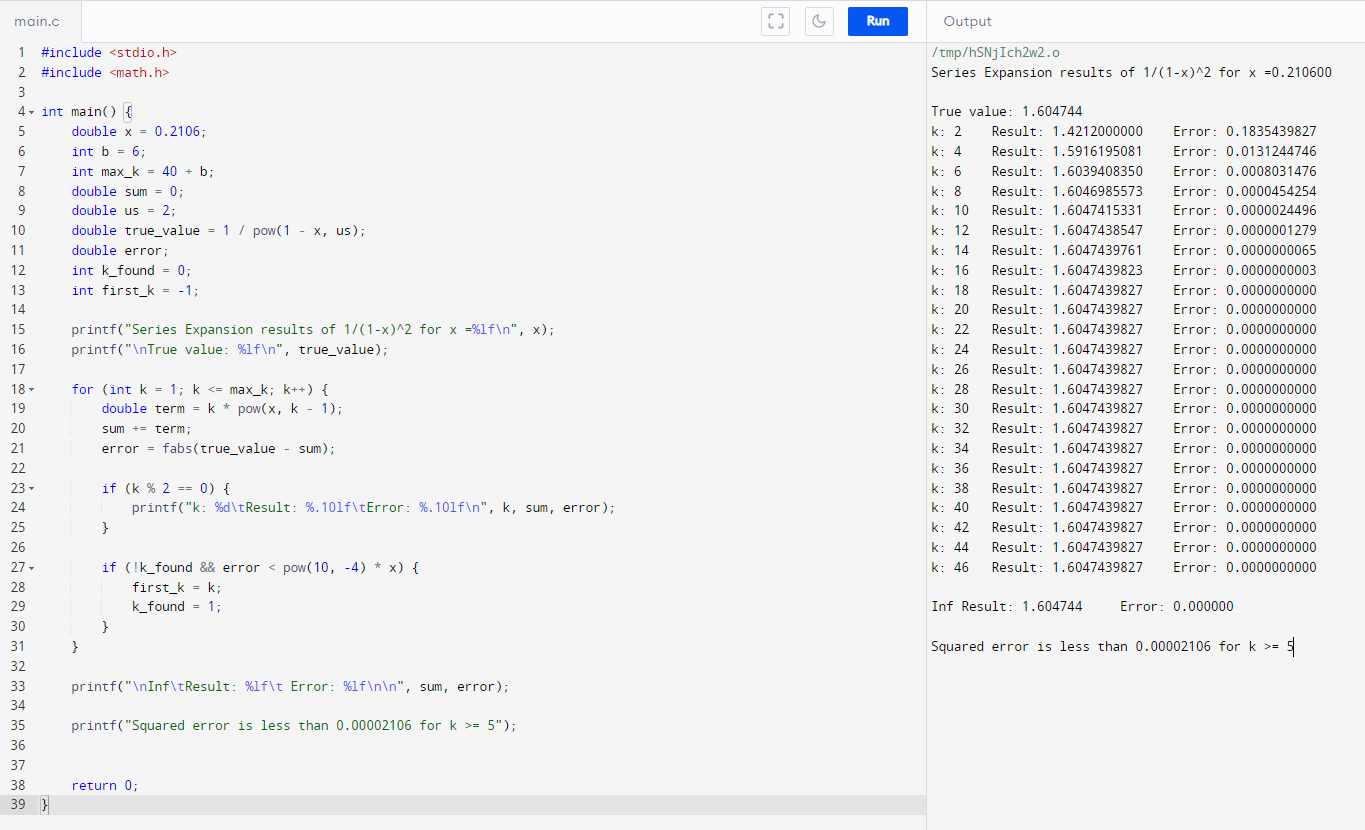 main.c
Run
Output
1 #include <stdio.h>
2 #include <math.h>
3
4 int main() {
5     double x = 0.2106;
6     int b = 6;
7     int max_k = 40 + b;
8     double sum = 0;
9     double us = 2;
10     double true_value = 1 / pow(1 - x, us);
11     double error;
12     int k_found = 0;
13     int first_k = -1;
14
15     printf("Series Expansion results of 1/(1-x)^2 for x =%lf\n", x);
16     printf("\nTrue value: %lf\n", true_value);
17
18     for (int k = 1; k <= max_k; k++) {
19         double term = k * pow(x, k - 1);
20         sum += term;
21         error = fabs(true_value - sum);
22
23         if (k % 2 == 0) {
24             printf("k: %d\tResult: %.10lf\tError: %.10lf\n", k, sum, error);
25         }
26
27         if (!k_found && error < pow(10, -4) * x) {
28             first_k = k;
29             k_found = 1;
30         }
31     }
32
33     printf("\nInf\tResult: %lf\t Error: %lf\n\n", sum, error);
34
35     printf("Squared error is less than 0.00002106 for k >= 5");
36
37
38     return 0;
39 }
/tmp/hSNjIch2w2.o
Series Expansion results of 1/(1-x)^2 for x =0.210600
True value: 1.604744
k: 2 Result: 1.4212000000 Error: 0.1835439827
k: 4 Result: 1.5916195081 Error: 0.0131244746
k: 6 Result: 1.6039408350 Error: 0.0008031476
k: 8 Result: 1.6046985573 Error: 0.0000454254
k: 10 Result: 1.6047415331 Error: 0.0000024496
k: 12 Result: 1.6047438547 Error: 0.0000001279
k: 14 Result: 1.6047439761 Error: 0.0000000065
k: 16 Result: 1.6047439823 Error: 0.0000000003
k: 18 Result: 1.6047439827 Error: 0.0000000000
k: 20 Result: 1.6047439827 Error: 0.0000000000
k: 22 Result: 1.6047439827 Error: 0.0000000000
k: 24 Result: 1.6047439827 Error: 0.0000000000
k: 26 Result: 1.6047439827 Error: 0.0000000000
k: 28 Result: 1.6047439827 Error: 0.0000000000
k: 30 Result: 1.6047439827 Error: 0.0000000000
k: 32 Result: 1.6047439827 Error: 0.0000000000
k: 34 Result: 1.6047439827 Error: 0.0000000000
k: 36 Result: 1.6047439827 Error: 0.0000000000
k: 38 Result: 1.6047439827 Error: 0.0000000000
k: 40 Result: 1.6047439827 Error: 0.0000000000
k: 42 Result: 1.6047439827 Error: 0.0000000000
k: 44 Result: 1.6047439827 Error: 0.0000000000
k: 46 Result: 1.6047439827 Error: 0.0000000000
Inf Result: 1.604744 Error: 0.000000
Squared error is less than 0.00002106 for k >= 5